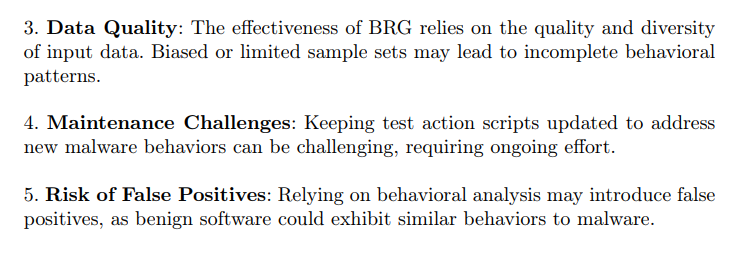 3. Data Quality: The effectiveness of BRG relies on the quality and diversity
of input data. Biased or limited sample sets may lead to incomplete behavioral
patterns.
4. Maintenance Challenges: Keeping test action scripts updated to address
new malware behaviors can be challenging, requiring ongoing effort.
5. Risk of False Positives: Relying on behavioral analysis may introduce false
positives, as benign software could exhibit similar behaviors to malware.